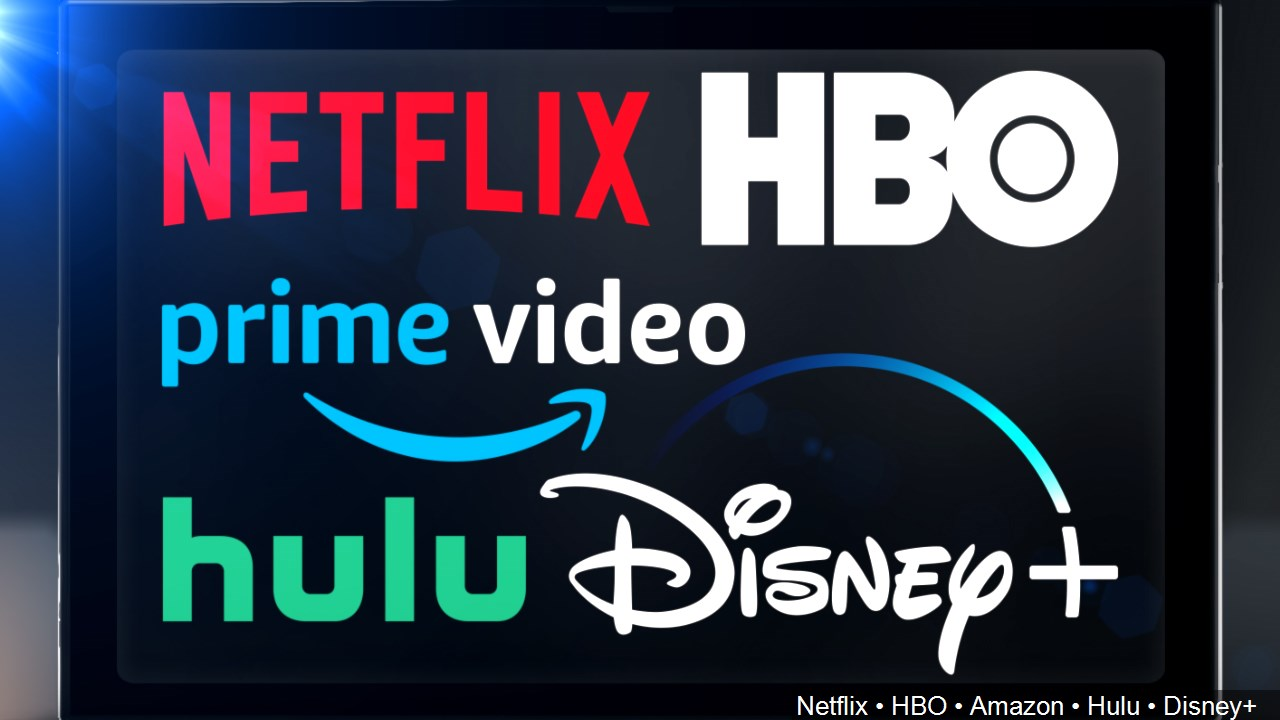 NETFLIX HBO
prime video
hulu Disney+
Netflix • HBO • Amazon • Hulu • Disney+